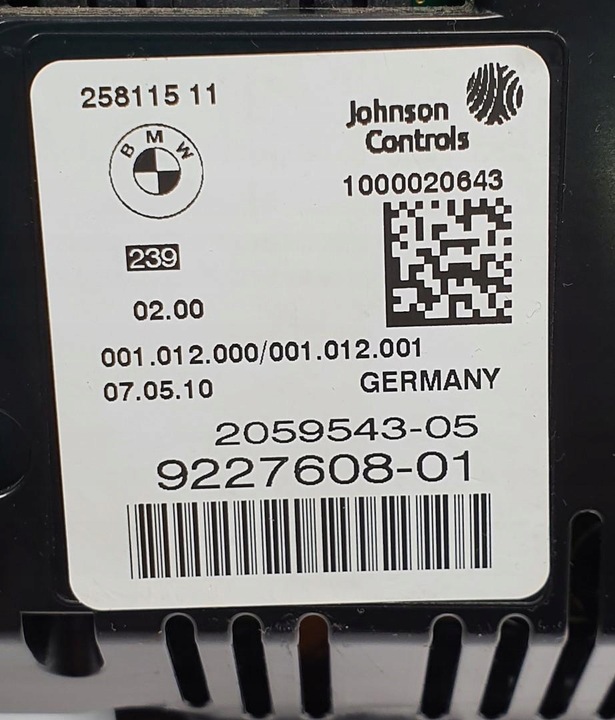 258115 11
Johnson
Controls
BMW
1000020643
239
02.00
001.012.000/001.012.001
07.05.10
GERMANY
2059543-05
9227608-01